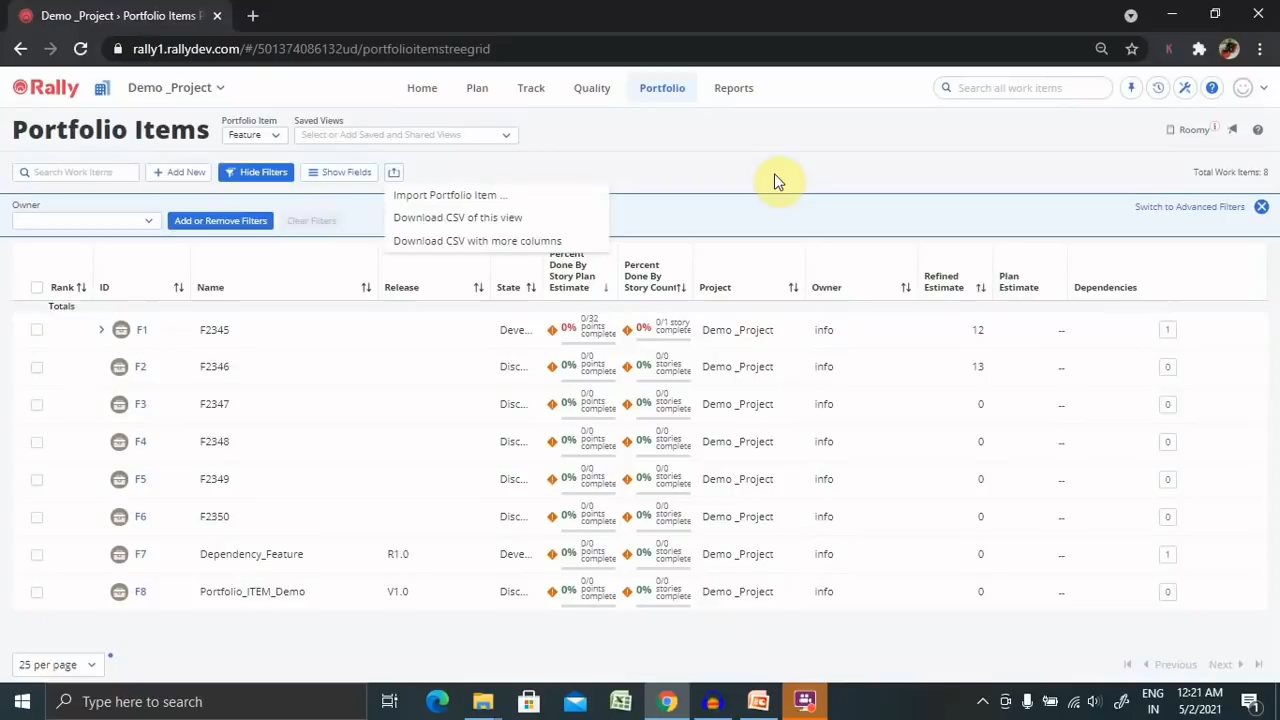 Demo _Project › Portfolio Items
rally1.rallydev.com/#/501374086132ud/portfolioitemstreegrid
K
Rally
Demo _Project
Home
Plan
Track
Quality
Portfolio
Reports
Search all work items
Portfolio Items
Portfolio Item
Feature
Saved Views
Select or Add Saved and Shared Views
Roomy
Search Work Items
+ Add New
Hide Filters
Show Fields
Total Work Items: 8
Import Portfolio Item ...
Download CSV of this view
Download CSV with more columns
Owner
Add or Remove Filters
Clear Filters
Switch to Advanced Filters
Rank
ID
Name
Release
State
Percent Done By Story Plan Estimate
Percent Done By Story Count
Project
Owner
Refined Estimate
Plan Estimate
Dependencies
Totals
F1 F2345 Deve... 0% 0/32 points complete 0% 0/1 story complete Demo _Project info 12 -- 1
F2 F2346 Disc... 0% 0/0 points complete 0% 0/0 stories complete Demo _Project info 13 -- 0
F3 F2347 Disc... 0% 0/0 points complete 0% 0/0 stories complete Demo _Project info 0 -- 0
F4 F2348 Disc... 0% 0/0 points complete 0% 0/0 stories complete Demo _Project info 0 -- 0
F5 F2349 Disc... 0% 0/0 points complete 0% 0/0 stories complete Demo _Project info 0 -- 0
F6 F2350 Disc... 0% 0/0 points complete 0% 0/0 stories complete Demo _Project info 0 -- 0
F7 Dependency_Feature R1.0 Deve... 0% 0/0 points complete 0% 0/0 stories complete Demo _Project info 0 -- 1
F8 Portfolio_ITEM_Demo V1.0 Disc... 0% 0/0 points complete 0% 0/0 stories complete Demo _Project info 0 -- 0
25 per page
Previous
Next
Type here to search
ENG
IN
12:21 AM
5/2/2021
1